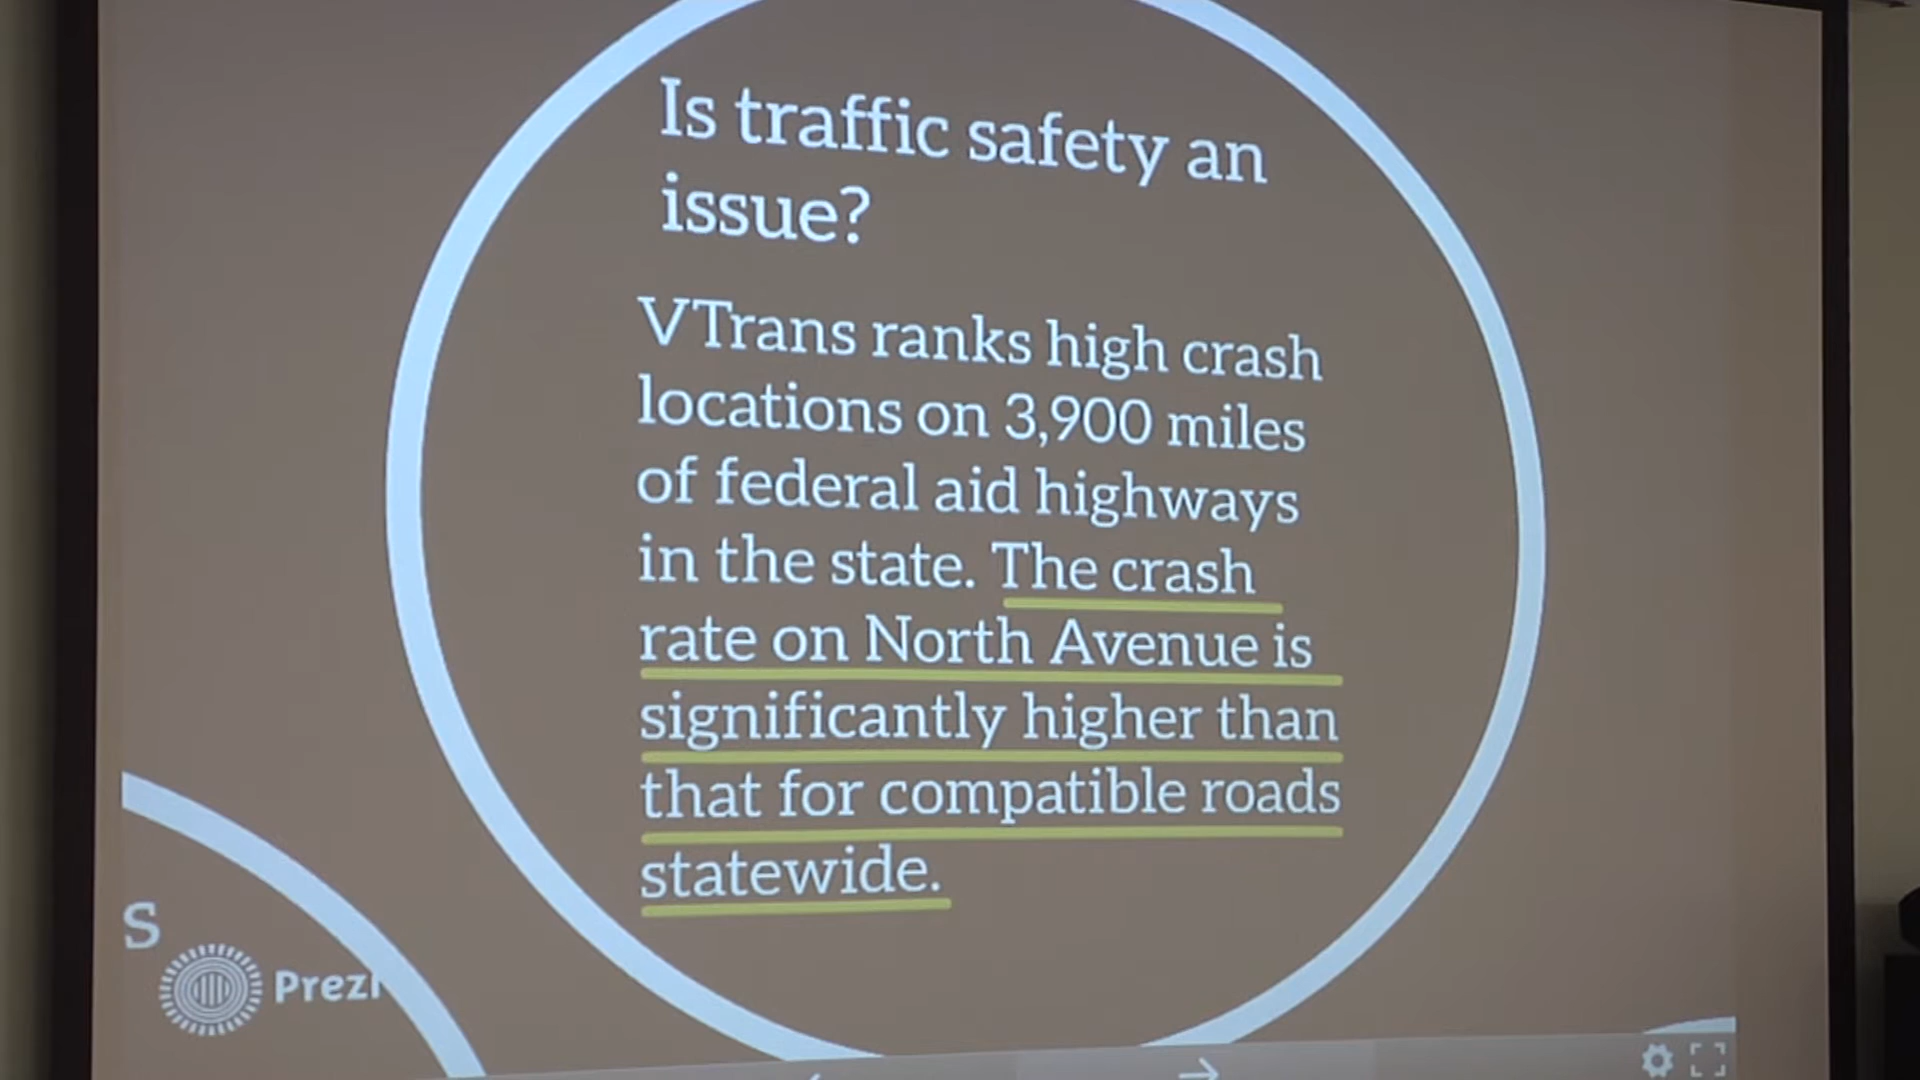 Is traffic safety an
issue?
VTrans ranks high crash
locations on 3,900 miles
of federal aid highways
in the state. The crash
rate on North Avenue is
significantly higher than
that for compatible roads
statewide.
s
Prezi